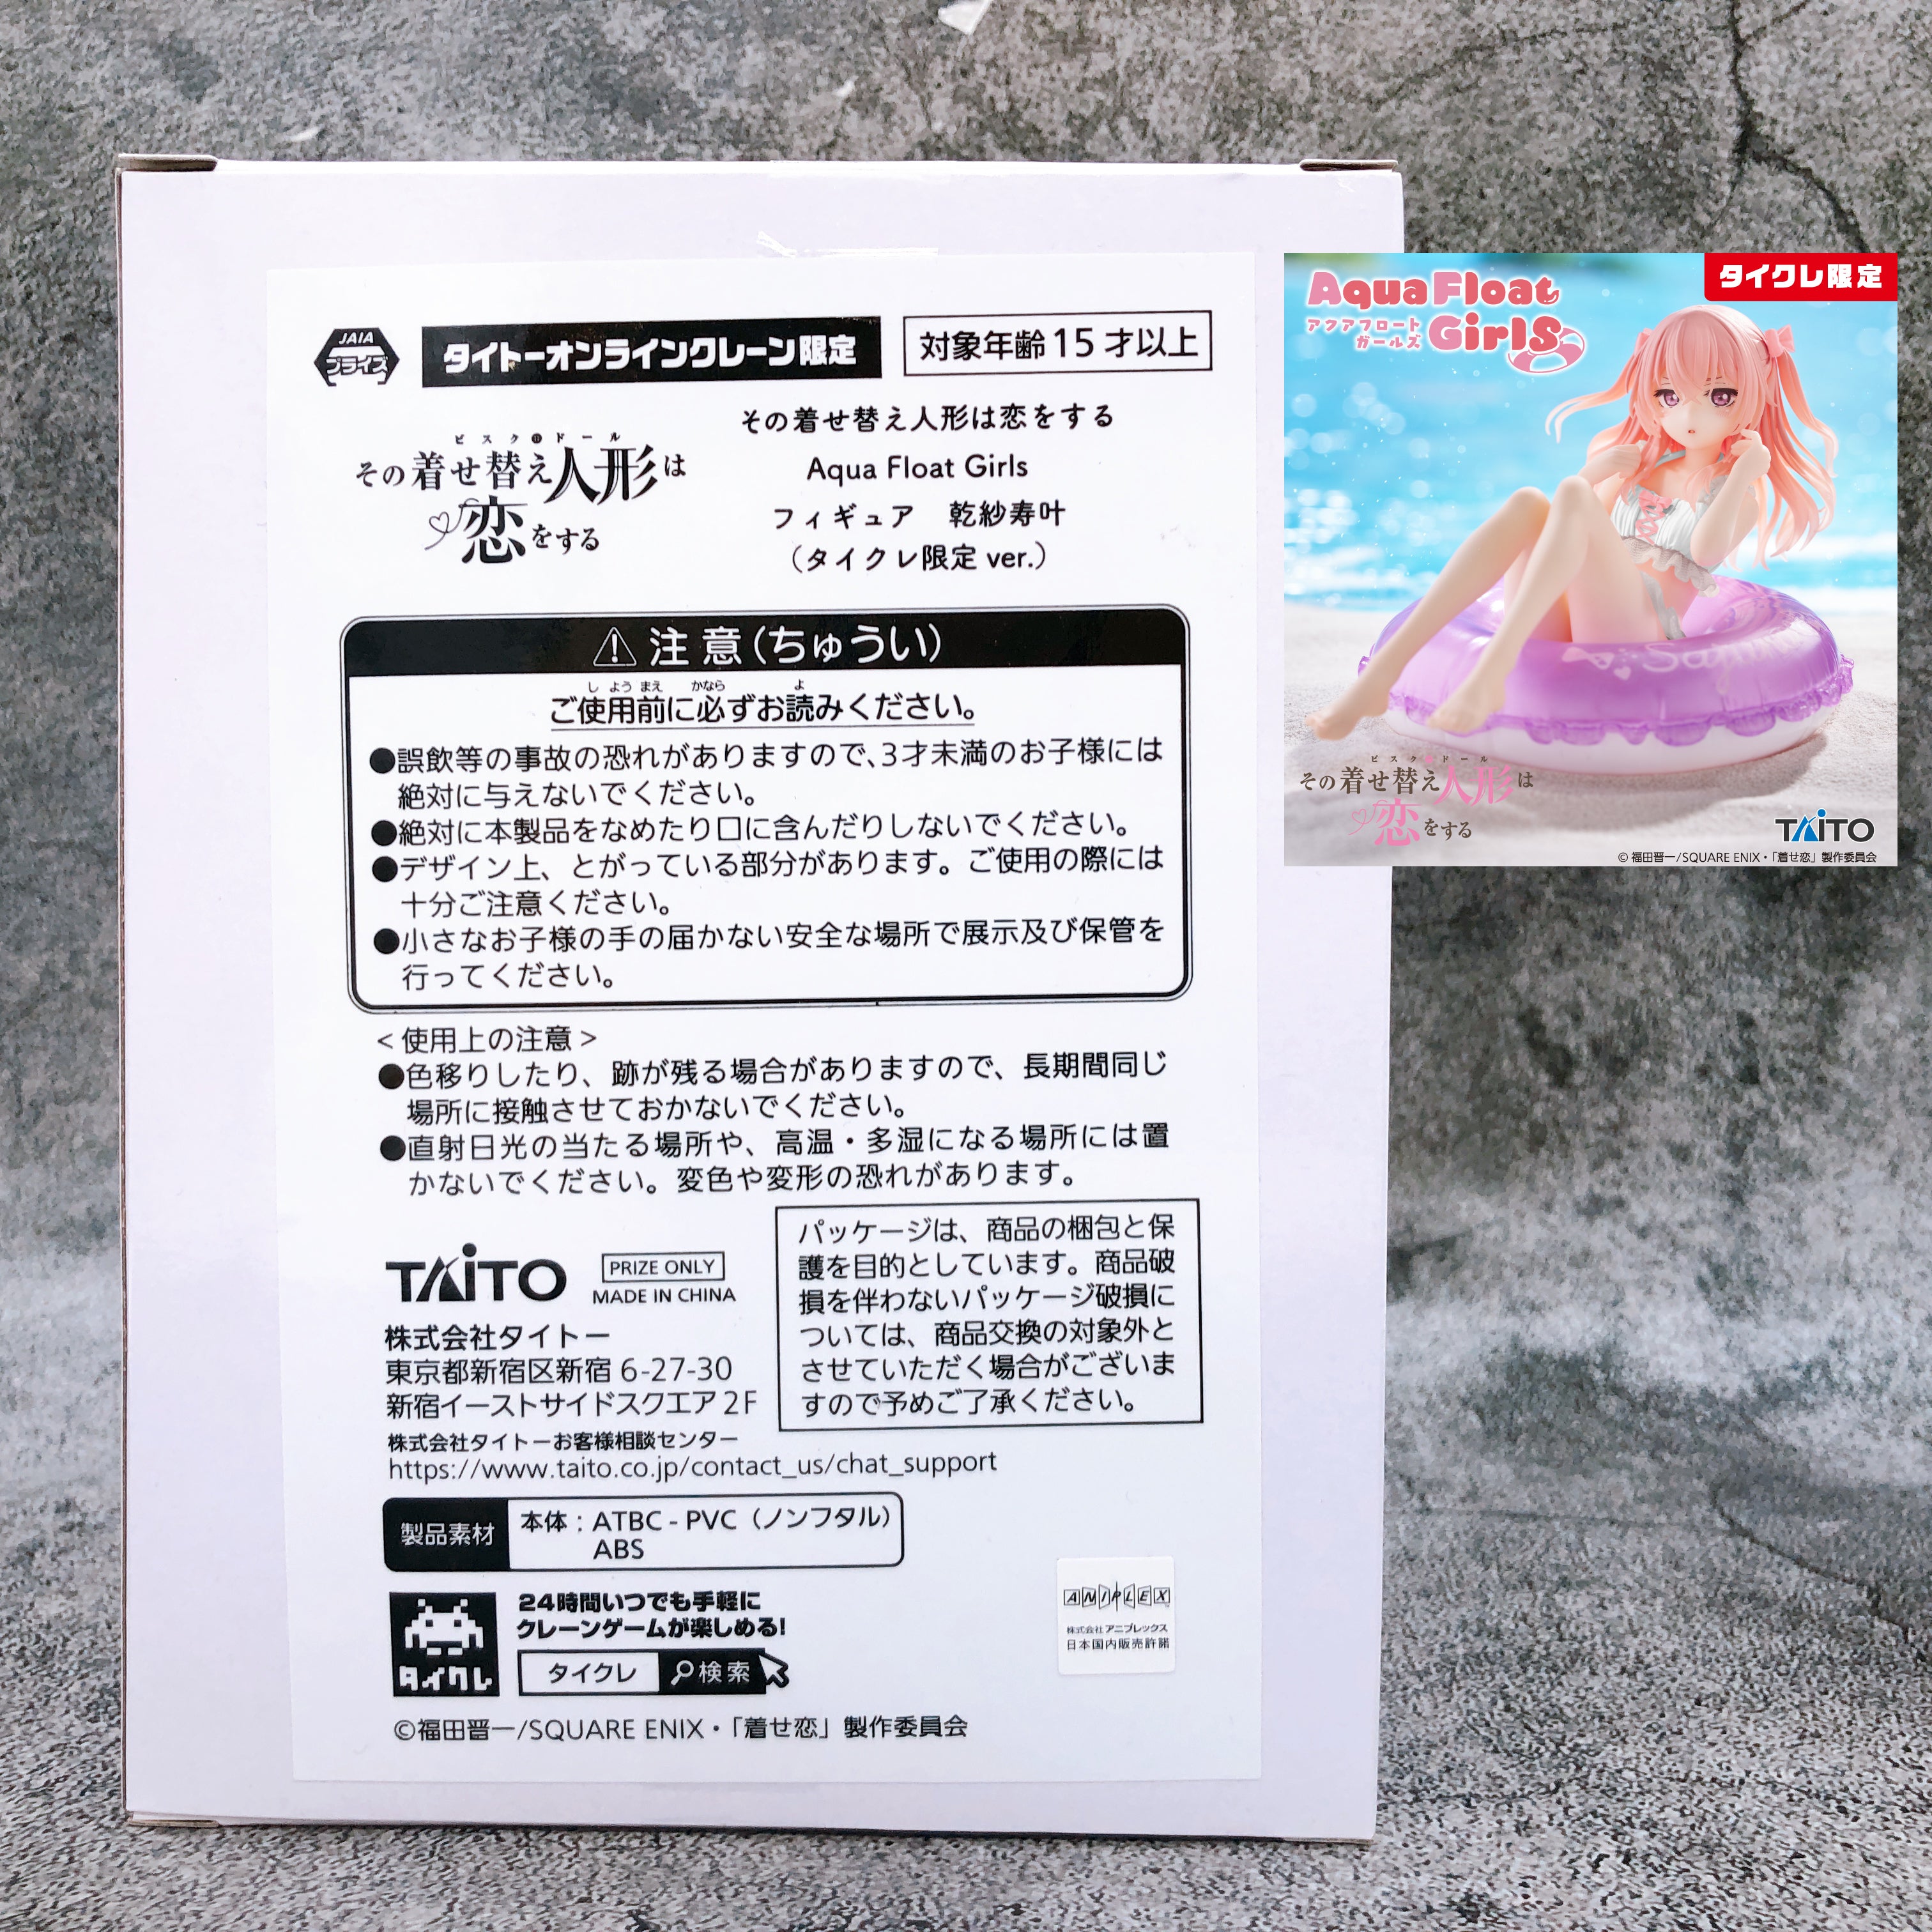 JAIA
プライズ
タイトーオンラインクレーン限定
対象年齢15才以上
ビスク・ドール
その着せ替え人形は
恋をする
その着せ替え人形は恋をする
Aqua Float Girls
フィギュア　乾紗寿叶
（タイクレ限定 ver.）
注意（ちゅうい）
しようまえ かなら よ
ご使用前に必ずお読みください。
●誤飲等の事故の恐れがありますので、3才未満のお子様には
絶対に与えないでください。
●絶対に本製品をなめたり口に含んだりしないでください。
●デザイン上、とがっている部分があります。ご使用の際には
十分ご注意ください。
●小さなお子様の手の届かない安全な場所で展示及び保管を
行ってください。
＜使用上の注意＞
●色移りしたり、跡が残る場合がありますので、長期間同じ
場所に接触させておかないでください。
●直射日光の当たる場所や、高温・多湿になる場所には置
かないでください。変色や変形の恐れがあります。
TAITO
PRIZE ONLY
MADE IN CHINA
株式会社タイトー
東京都新宿区新宿 6-27-30
新宿イーストサイドスクエア 2F
パッケージは、商品の梱包と保
護を目的としています。商品破
損を伴わないパッケージ破損に
ついては、商品交換の対象外と
させていただく場合がございま
すので予めご了承ください。
株式会社タイトーお客様相談センター
https://www.taito.co.jp/contact_us/chat_support
製品素材
本体：ATBC - PVC（ノンフタル）
ABS
タイクレ
24時間いつでも手軽に
クレーンゲームが楽しめる!
タイクレ 検索
ANIPLEX
株式会社 アニプレックス
日本国内販売許諾
©福田晋一/SQUARE ENIX・「着せ恋」製作委員会
Aqua Float
Girls
アクアフロート
ガールズ
タイクレ限定
ビスク・ドール
その着せ替え人形は
恋をする
TAITO
© 福田晋一/SQUARE ENIX・「着せ恋」製作委員会